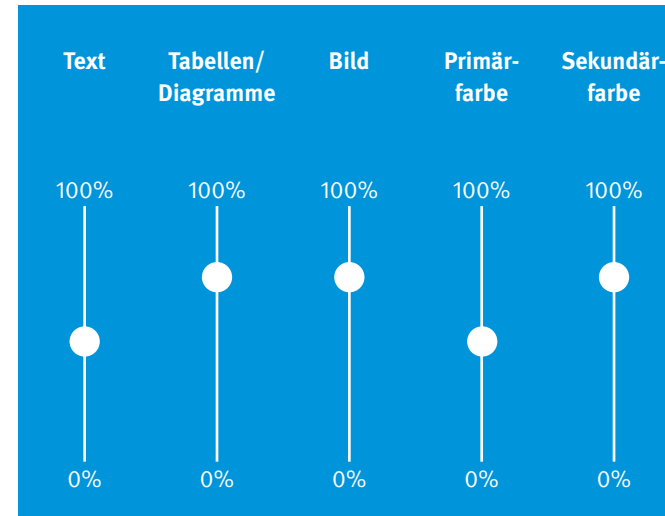 Text
Tabellen/
Diagramme
Bild
Primär-
farbe
Sekundär-
farbe
100% 100% 100% 100% 100%
0% 0% 0% 0% 0%